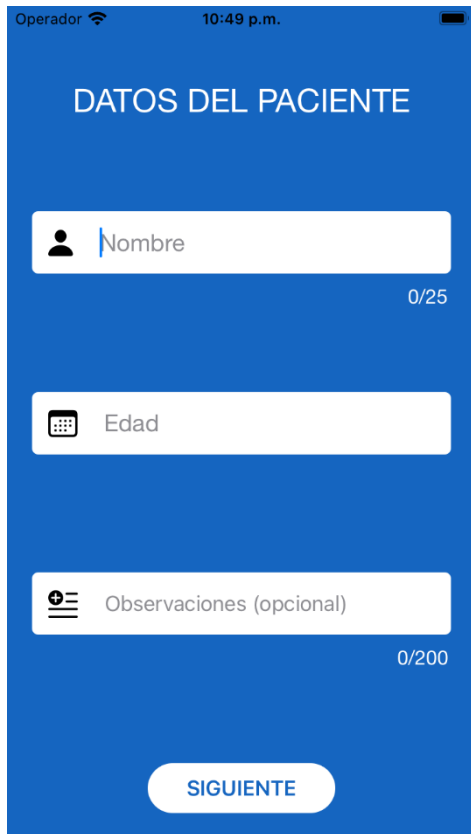 Operador 10:49 p.m.
DATOS DEL PACIENTE
Nombre
0/25
Edad
Observaciones (opcional)
0/200
SIGUIENTE